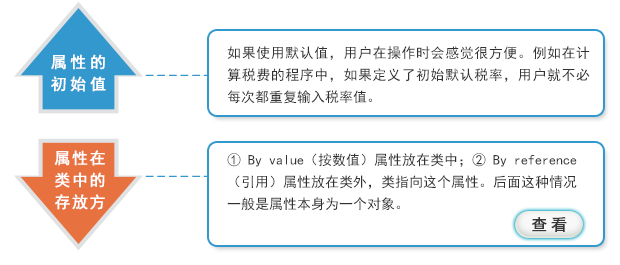 属性的
初始值
如果使用默认值，用户在操作时会感觉很方便。例如在计
算税费的程序中，如果定义了初始默认税率，用户就不必
每次都重复输入税率值。
属性在
类中的
存放方
① By value（按数值）属性放在类中；② By reference
（引用）属性放在类外，类指向这个属性。后面这种情况
一般是属性本身为一个对象。
查看